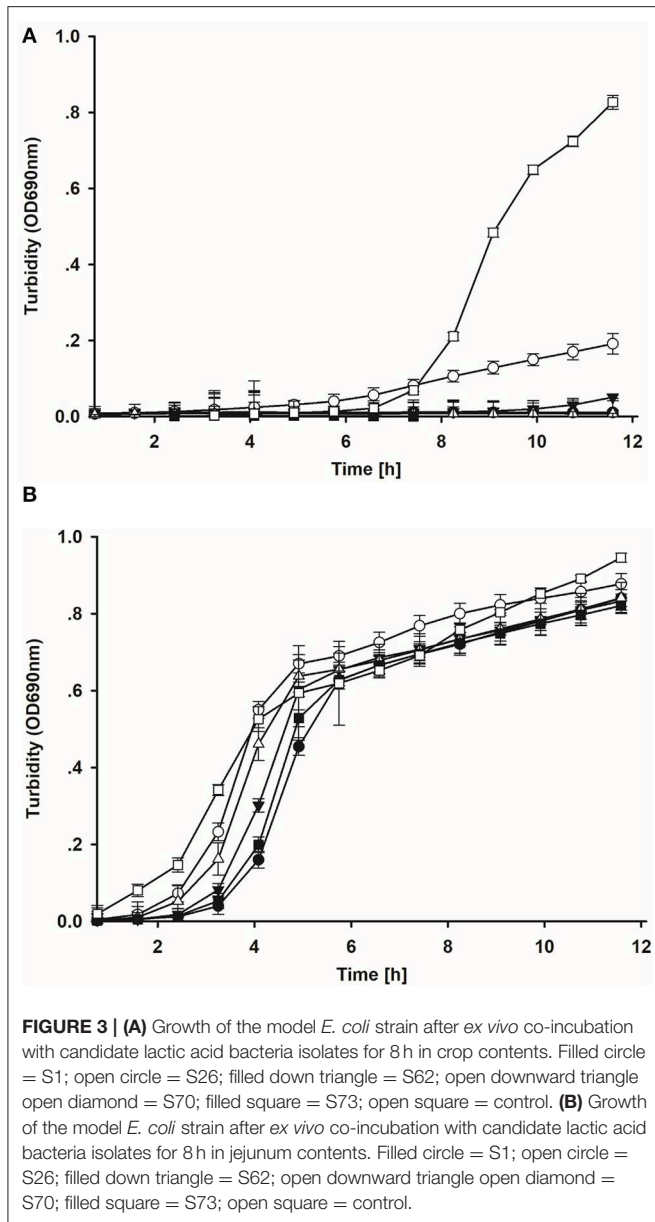 A
1.0
.8
.6
.4
.2
0.0
Turbidity (OD690nm)
2 4 6 8 10 12
Time [h]
B
1.0
.8
.6
.4
.2
0.0
Turbidity (OD690nm)
2 4 6 8 10 12
Time [h]
FIGURE 3 | (A) Growth of the model E. coli strain after ex vivo co-incubation
with candidate lactic acid bacteria isolates for 8 h in crop contents. Filled circle
= S1; open circle = S26; filled down triangle = S62; open downward triangle
open diamond = S70; filled square = S73; open square = control. (B) Growth
of the model E. coli strain after ex vivo co-incubation with candidate lactic acid
bacteria isolates for 8 h in jejunum contents. Filled circle = S1; open circle =
S26; filled down triangle = S62; open downward triangle open diamond =
S70; filled square = S73; open square = control.